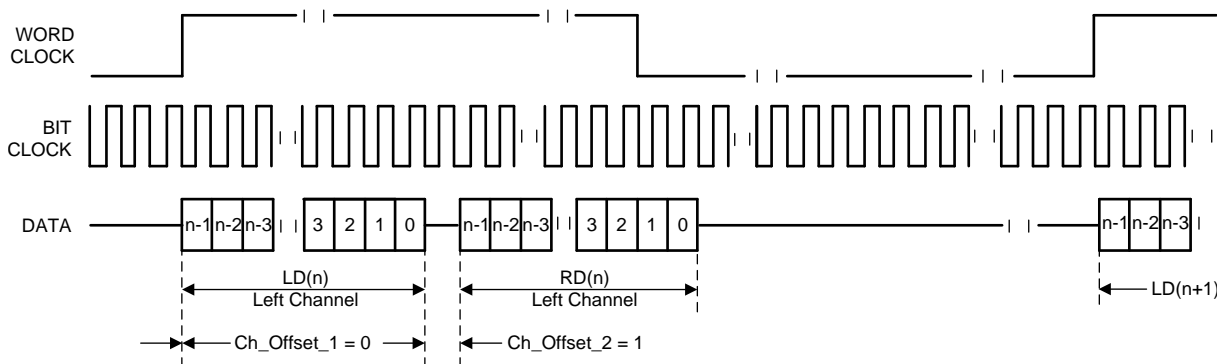 WORD
CLOCK
BIT
CLOCK
DATA
n-1 n-2 n-3 3 2 1 0 n-1 n-2 n-3 3 2 1 0 n-1 n-2 n-3
LD(n)
Left Channel
RD(n)
Left Channel
LD(n+1)
Ch_Offset_1 = 0
Ch_Offset_2 = 1